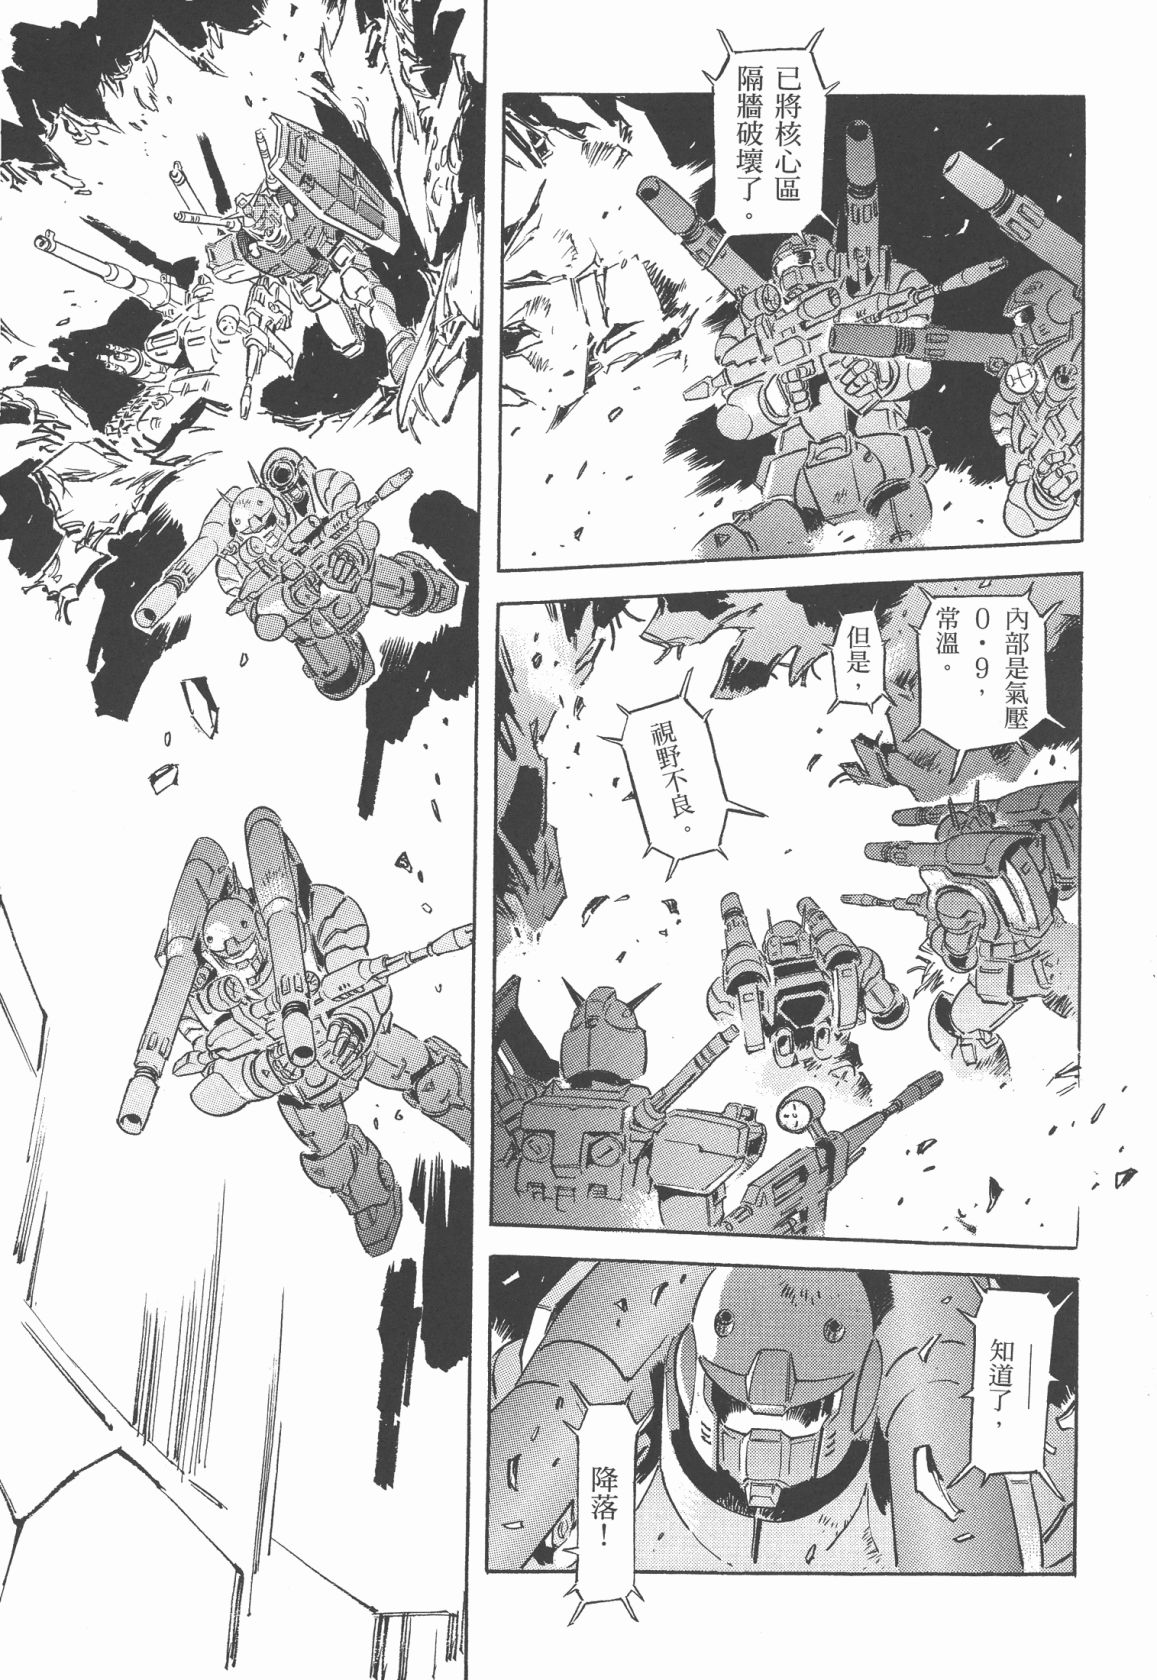 已將核心區
隔牆破壞了。
內部是氣壓
0·9，
常溫。
但是，
視野不良。
——
知道了，
降落！